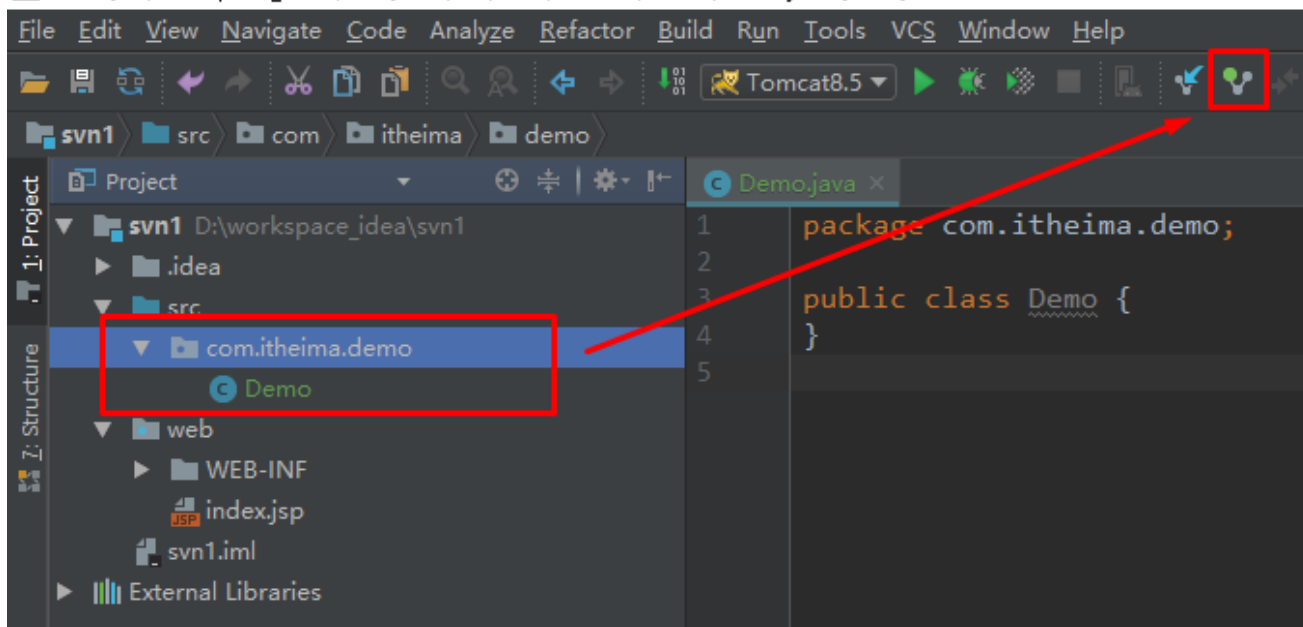 File Edit View Navigate Code Analyze Refactor Build Run Tools VCS Window Help
Tomcat8.5
svn1 src com itheima demo
1: Project
7: Structure
Project
svn1 D:\workspace_idea\svn1
.idea
src
com.itheima.demo
Demo
web
WEB-INF
index.jsp
svn1.iml
External Libraries
Demo.java
1 package com.itheima.demo;
2
3 public class Demo {
4 }
5